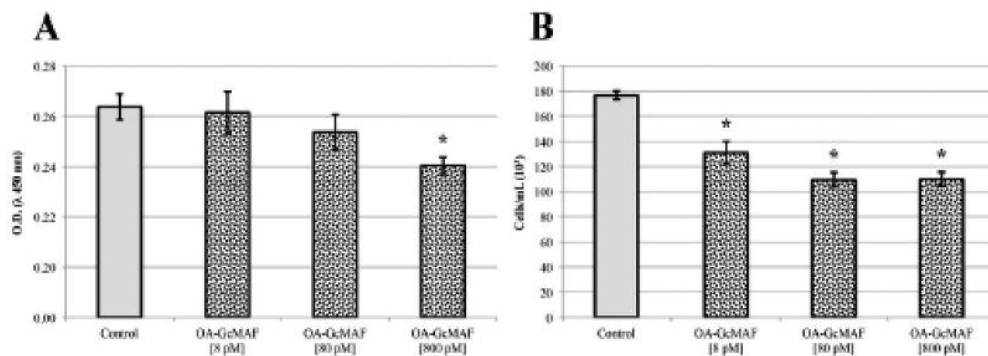 A
O.D. (λ 450 nm)
0.28
0.26
0.24
0.22
0.20
0.00
*
Control
OA-GcMAF
[8 pM]
OA-GcMAF
[80 pM]
OA-GcMAF
[800 pM]
B
Cells/mL (10³)
200
180
160
140
120
100
80
60
40
20
0
*
*
*
Control
OA-GcMAF
[8 pM]
OA-GcMAF
[80 pM]
OA-GcMAF
[800 pM]